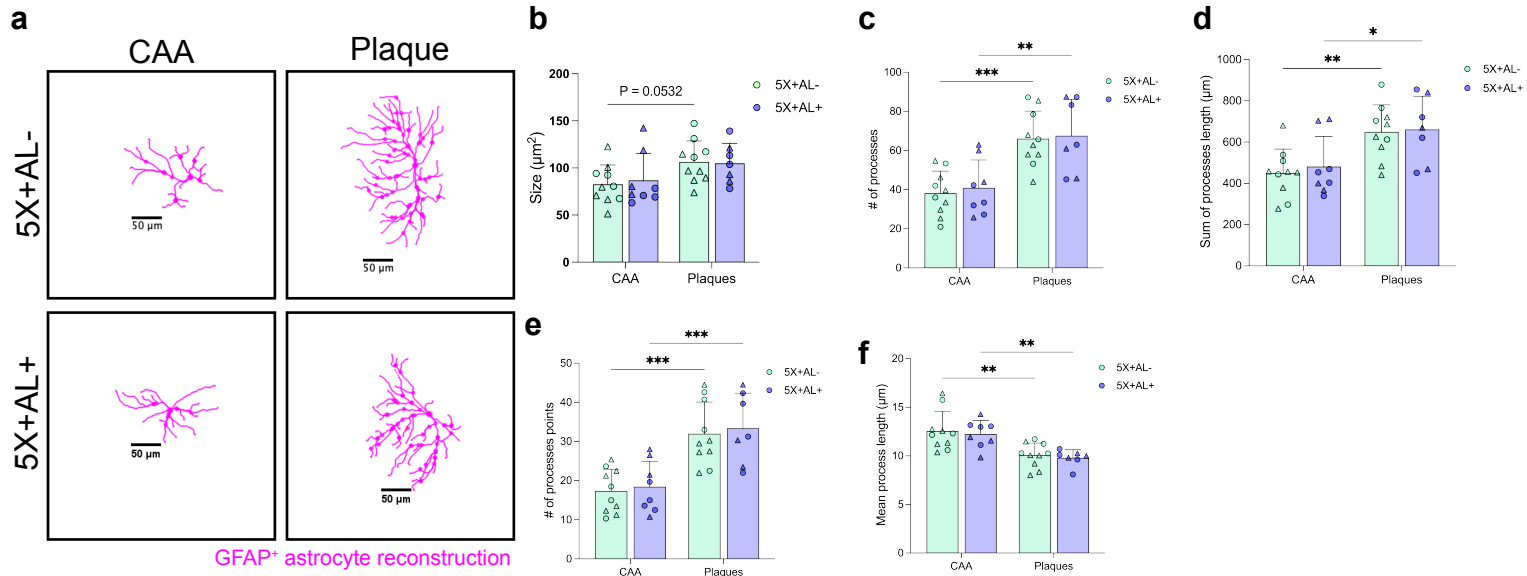 a
CAA
Plaque
5X+AL-
50 µm
50 µm
5X+AL+
50 µm
50 µm
GFAP+ astrocyte reconstruction
b
P = 0.0532
5X+AL-
5X+AL+
Size (µm2)
200
150
100
50
0
CAA
Plaques
c
**
***
5X+AL-
5X+AL+
# of processes
100
80
60
40
20
0
CAA
Plaques
d
*
**
5X+AL-
5X+AL+
Sum of processes length (µm)
1000
800
600
400
200
0
CAA
Plaques
e
***
***
5X+AL-
5X+AL+
# of processes points
50
40
30
20
10
0
CAA
Plaques
f
**
**
5X+AL-
5X+AL+
Mean process length (µm)
20
15
10
5
0
CAA
Plaques